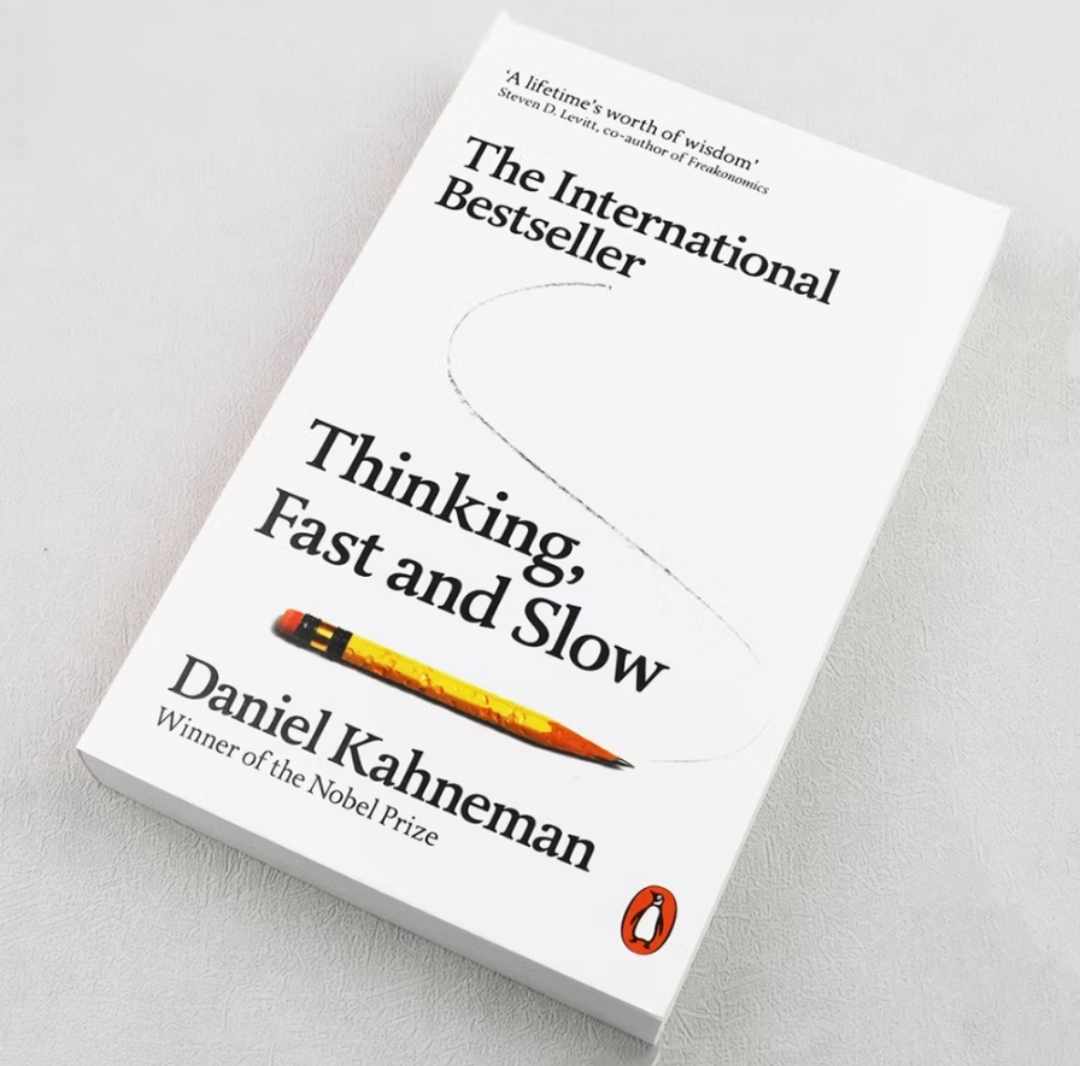 ‘A lifetime’s worth of wisdom’
Steven D. Levitt, co-author of Freakonomics
The International
Bestseller
Thinking,
Fast and Slow
Daniel Kahneman
Winner of the Nobel Prize